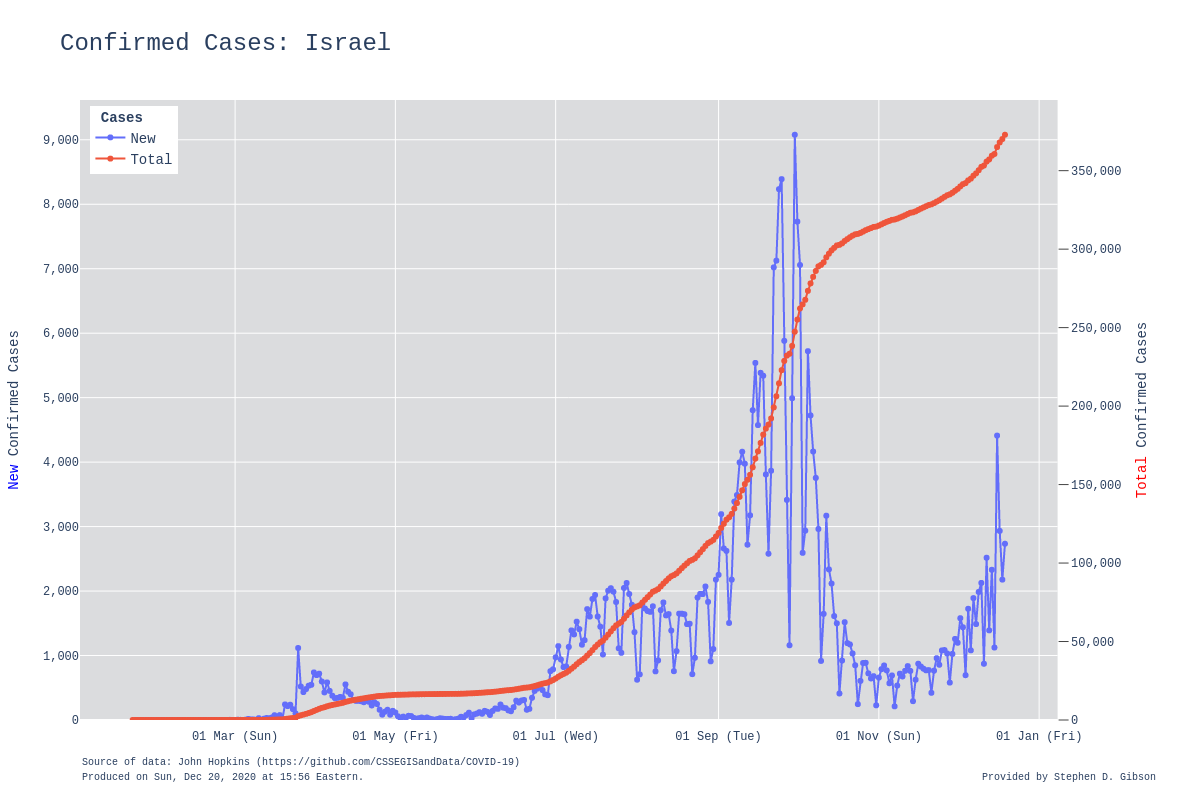 Confirmed Cases: Israel
Cases
New
Total
9,000
8,000
7,000
6,000
5,000
4,000
3,000
2,000
1,000
0
New Confirmed Cases
350,000
300,000
250,000
200,000
150,000
100,000
50,000
0
Total Confirmed Cases
01 Mar (Sun)
01 May (Fri)
01 Jul (Wed)
01 Sep (Tue)
01 Nov (Sun)
01 Jan (Fri)
Source of data: John Hopkins (https://github.com/CSSEGISandData/COVID-19)
Produced on Sun, Dec 20, 2020 at 15:56 Eastern.
Provided by Stephen D. Gibson